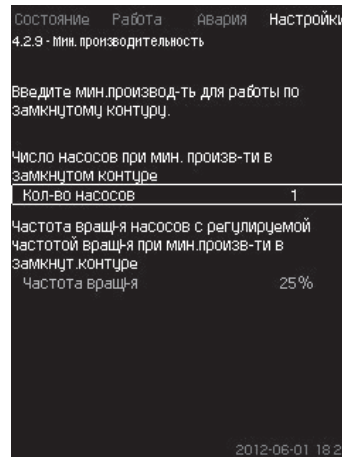 Состояние Работа Авария Настройки
4.2.9 - Мин. производительность
Введите мин.производ-ть для работы по
замкнутому контуру.
Число насосов при мин. произв-ти в
замкнутом контуре
Кол-во насосов 1
Частота вращ-я насосов с регулируемой
частотой вращ-я при мин.произв-ти в
замкнут.контуре
Частота вращ-я 25%
2012-06-01 18:2